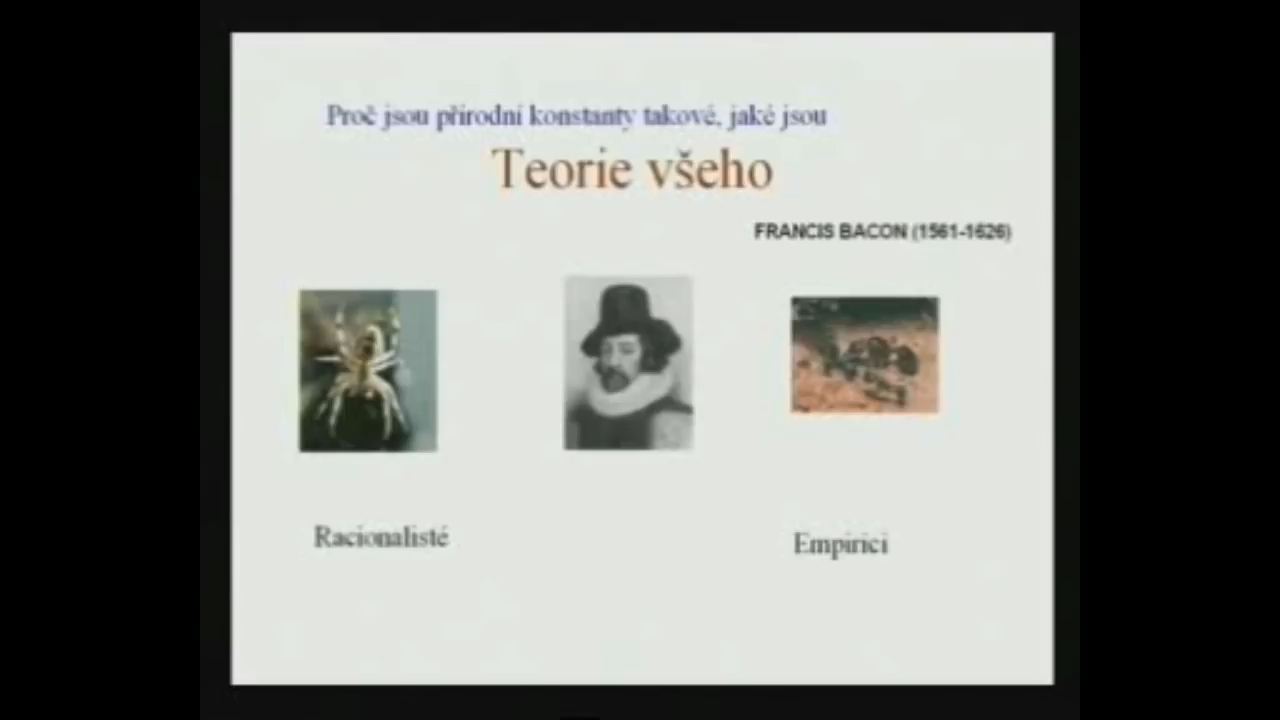 Proč jsou přírodní konstanty takové, jaké jsou
Teorie všeho
FRANCIS BACON (1561-1626)
Racionalisté
Empirici